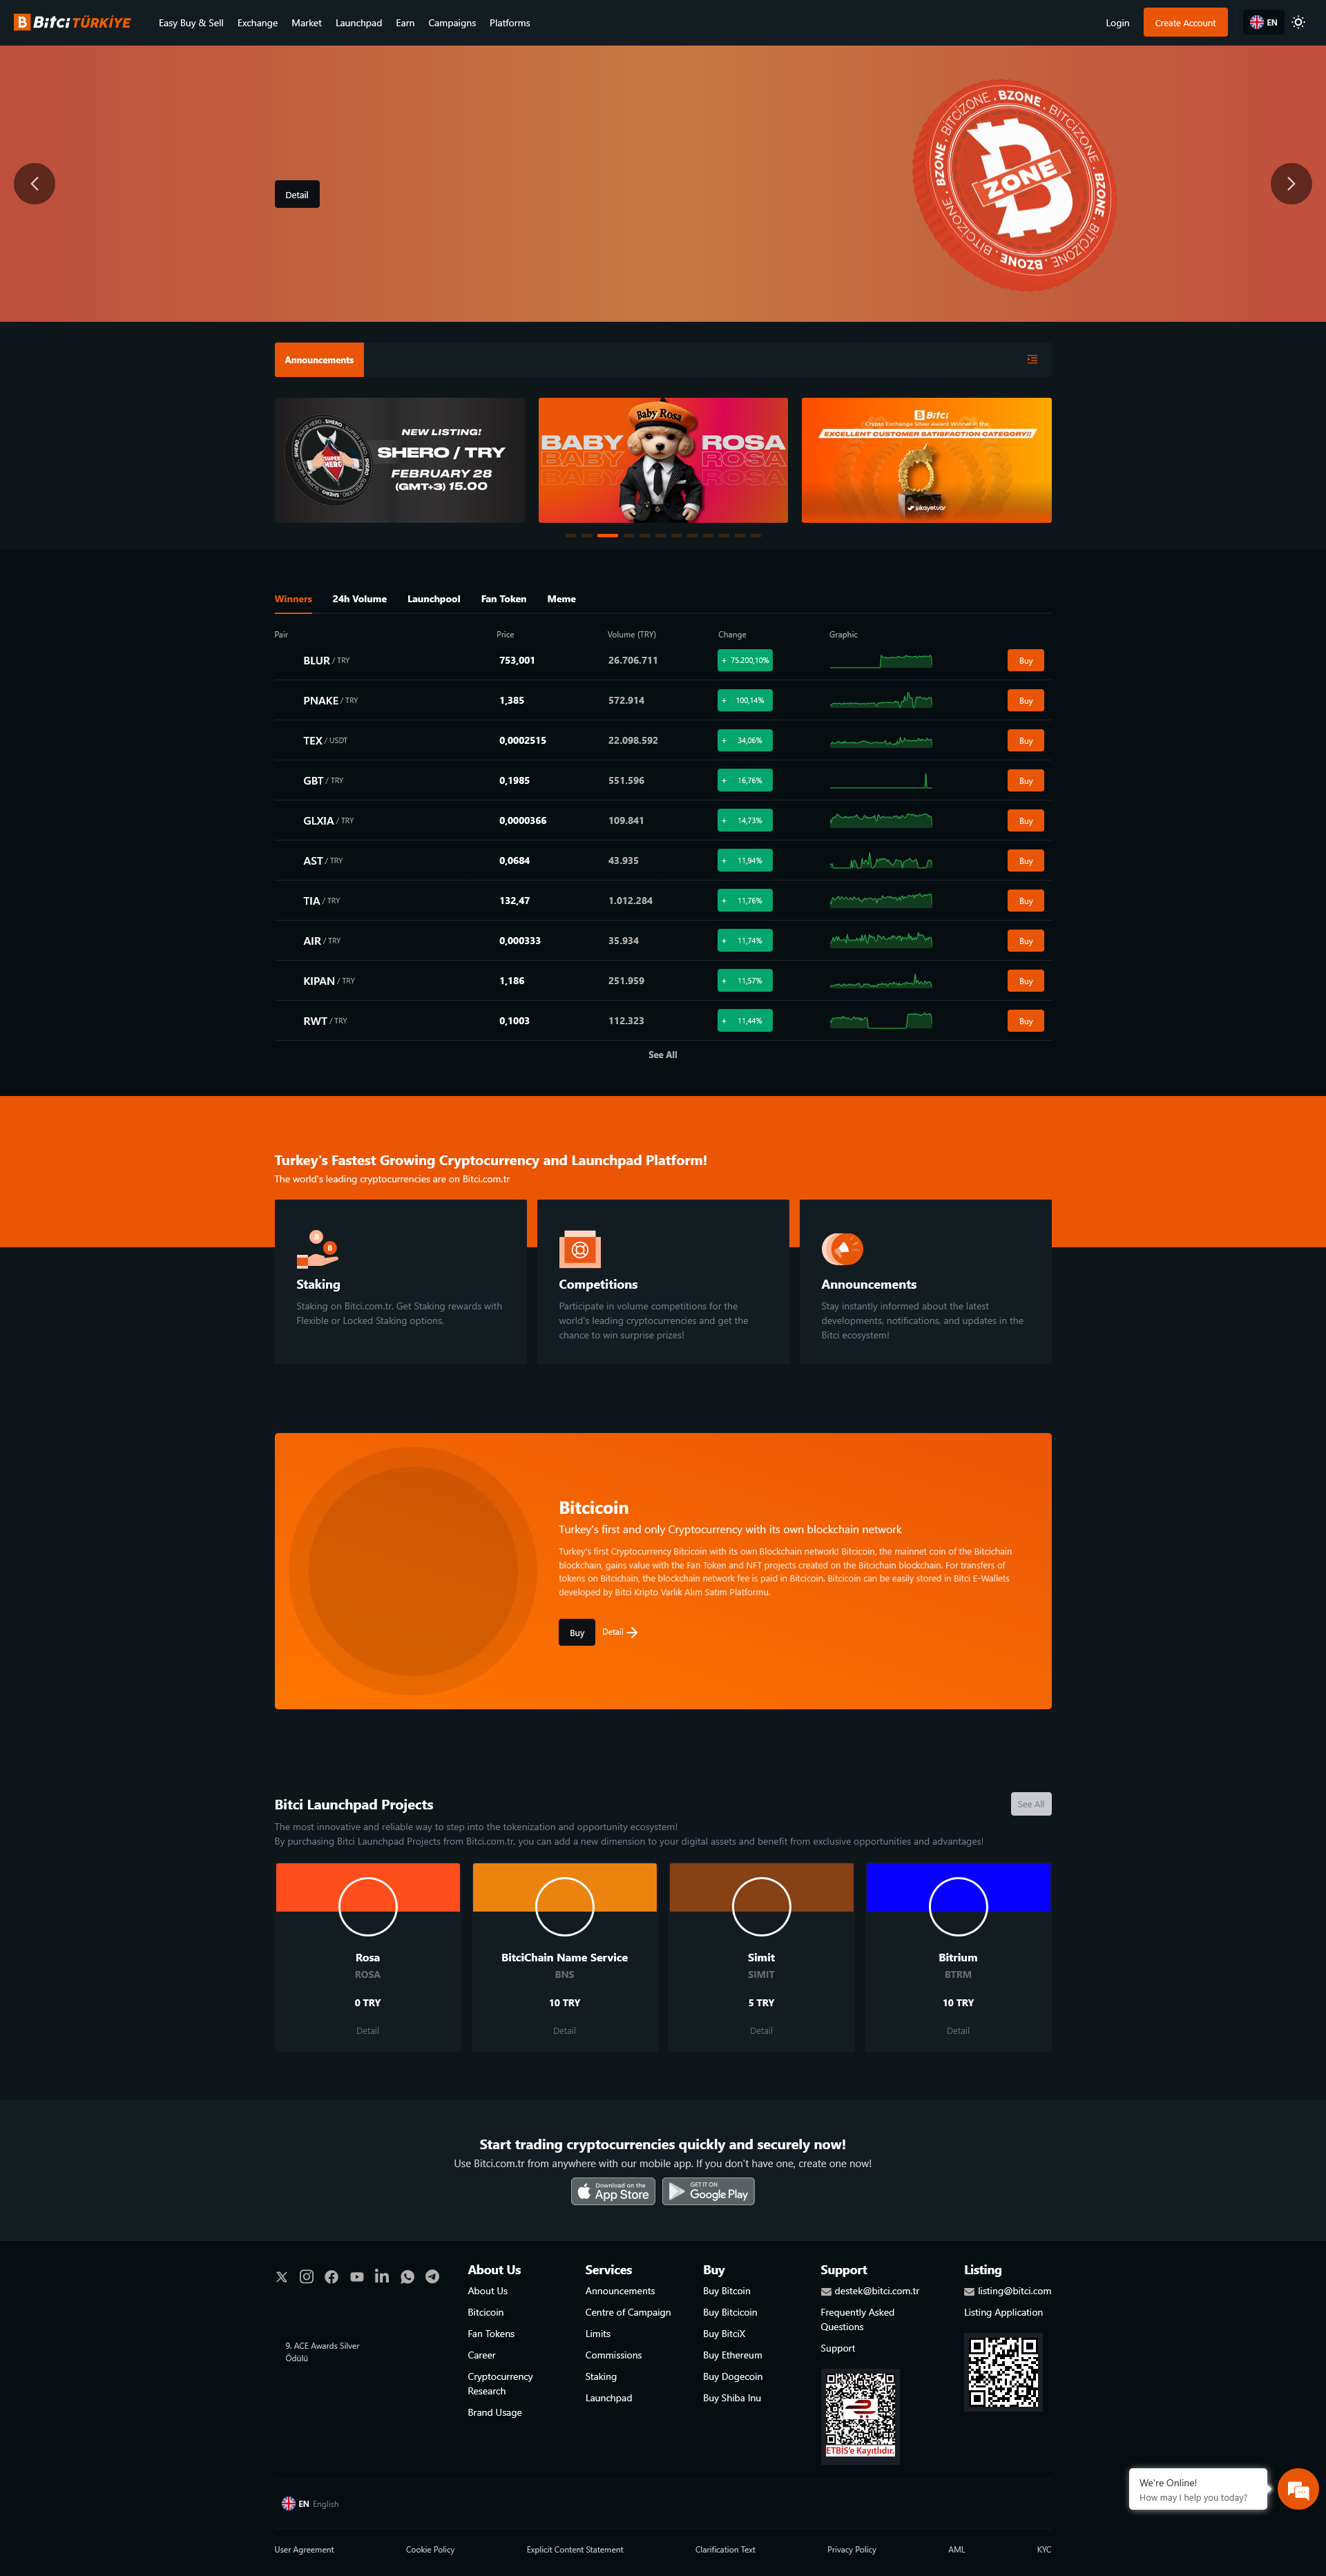 Bitci TÜRKİYE
Easy Buy & Sell Exchange Market Launchpad Earn Campaigns Platforms
Login Create Account EN
Detail
BITCIZONE . BZONE . BITCIZONE . BZONE . BITCIZONE . BZONE
ZONE
Announcements
NEW LISTING!
SHERO / TRY
FEBRUARY 28
(GMT+3) 15.00
SUPER HERO
Baby Rosa
BABY ROSA
BABY ROSA
BABY ROSA
Bitci
Crypto Exchange Silver Award Winner in the
EXCELLENT CUSTOMER SATISFACTION CATEGORY!!
şikayetvar
Winners 24h Volume Launchpool Fan Token Meme
Pair Price Volume (TRY) Change Graphic
BLUR / TRY 753,001 26.706.711 + 75.200,10% Buy
PNAKE / TRY 1,385 572.914 + 100,14% Buy
TEX / USDT 0,0002515 22.098.592 + 34,06% Buy
GBT / TRY 0,1985 551.596 + 16,76% Buy
GLXIA / TRY 0,0000366 109.841 + 14,73% Buy
AST / TRY 0,0684 43.935 + 11,94% Buy
TIA / TRY 132,47 1.012.284 + 11,76% Buy
AIR / TRY 0,000333 35.934 + 11,74% Buy
KIPAN / TRY 1,186 251.959 + 11,57% Buy
RWT / TRY 0,1003 112.323 + 11,44% Buy
See All
Turkey's Fastest Growing Cryptocurrency and Launchpad Platform!
The world's leading cryptocurrencies are on Bitci.com.tr
Staking
Staking on Bitci.com.tr. Get Staking rewards with
Flexible or Locked Staking options.
Competitions
Participate in volume competitions for the
world's leading cryptocurrencies and get the
chance to win surprise prizes!
Announcements
Stay instantly informed about the latest
developments, notifications, and updates in the
Bitci ecosystem!
Bitcicoin
Turkey's first and only Cryptocurrency with its own blockchain network
Turkey's first Cryptocurrency Bitcicoin with its own Blockchain network! Bitcicoin, the mainnet coin of the Bitcichain
blockchain, gains value with the Fan Token and NFT projects created on the Bitcichain blockchain. For transfers of
tokens on Bitcichain, the blockchain network fee is paid in Bitcicoin. Bitcicoin can be easily stored in Bitci E-Wallets
developed by Bitci Kripto Varlık Alım Satım Platformu.
Buy Detail
Bitci Launchpad Projects
See All
The most innovative and reliable way to step into the tokenization and opportunity ecosystem!
By purchasing Bitci Launchpad Projects from Bitci.com.tr, you can add a new dimension to your digital assets and benefit from exclusive opportunities and advantages!
Rosa
ROSA
0 TRY
Detail
BitciChain Name Service
BNS
10 TRY
Detail
Simit
SIMIT
5 TRY
Detail
Bitrium
BTRM
10 TRY
Detail
Start trading cryptocurrencies quickly and securely now!
Use Bitci.com.tr from anywhere with our mobile app. If you don't have one, create one now!
Download on the
App Store
GET IT ON
Google Play
9. ACE Awards Silver
Ödülü
About Us
About Us
Bitcicoin
Fan Tokens
Career
Cryptocurrency
Research
Brand Usage
Services
Announcements
Centre of Campaign
Limits
Commissions
Staking
Launchpad
Buy
Buy Bitcoin
Buy Bitcicoin
Buy BitciX
Buy Ethereum
Buy Dogecoin
Buy Shiba Inu
Support
destek@bitci.com.tr
Frequently Asked
Questions
Support
ETBİS'e Kayıtlıdır.
Listing
listing@bitci.com
Listing Application
We're Online!
How may I help you today?
EN English
User Agreement Cookie Policy Explicit Content Statement Clarification Text Privacy Policy AML KYC